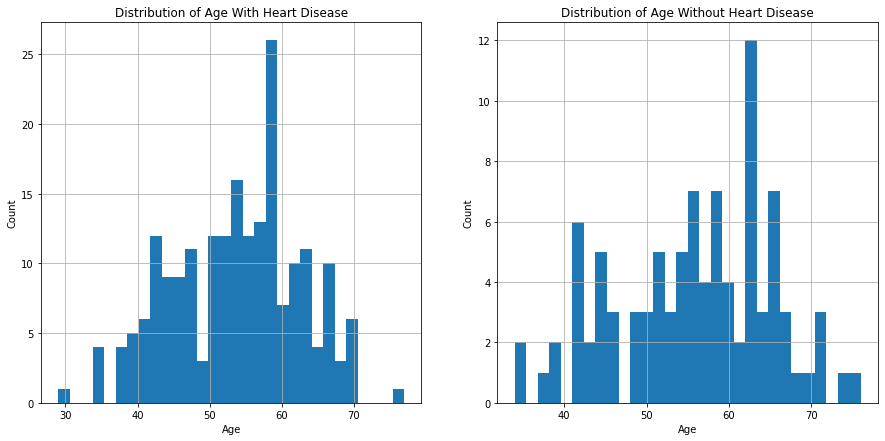 Distribution of Age With Heart Disease
25
20
15
10
5
0
Count
30 40 50 60 70
Age
Distribution of Age Without Heart Disease
12
10
8
6
4
2
0
Count
40 50 60 70
Age